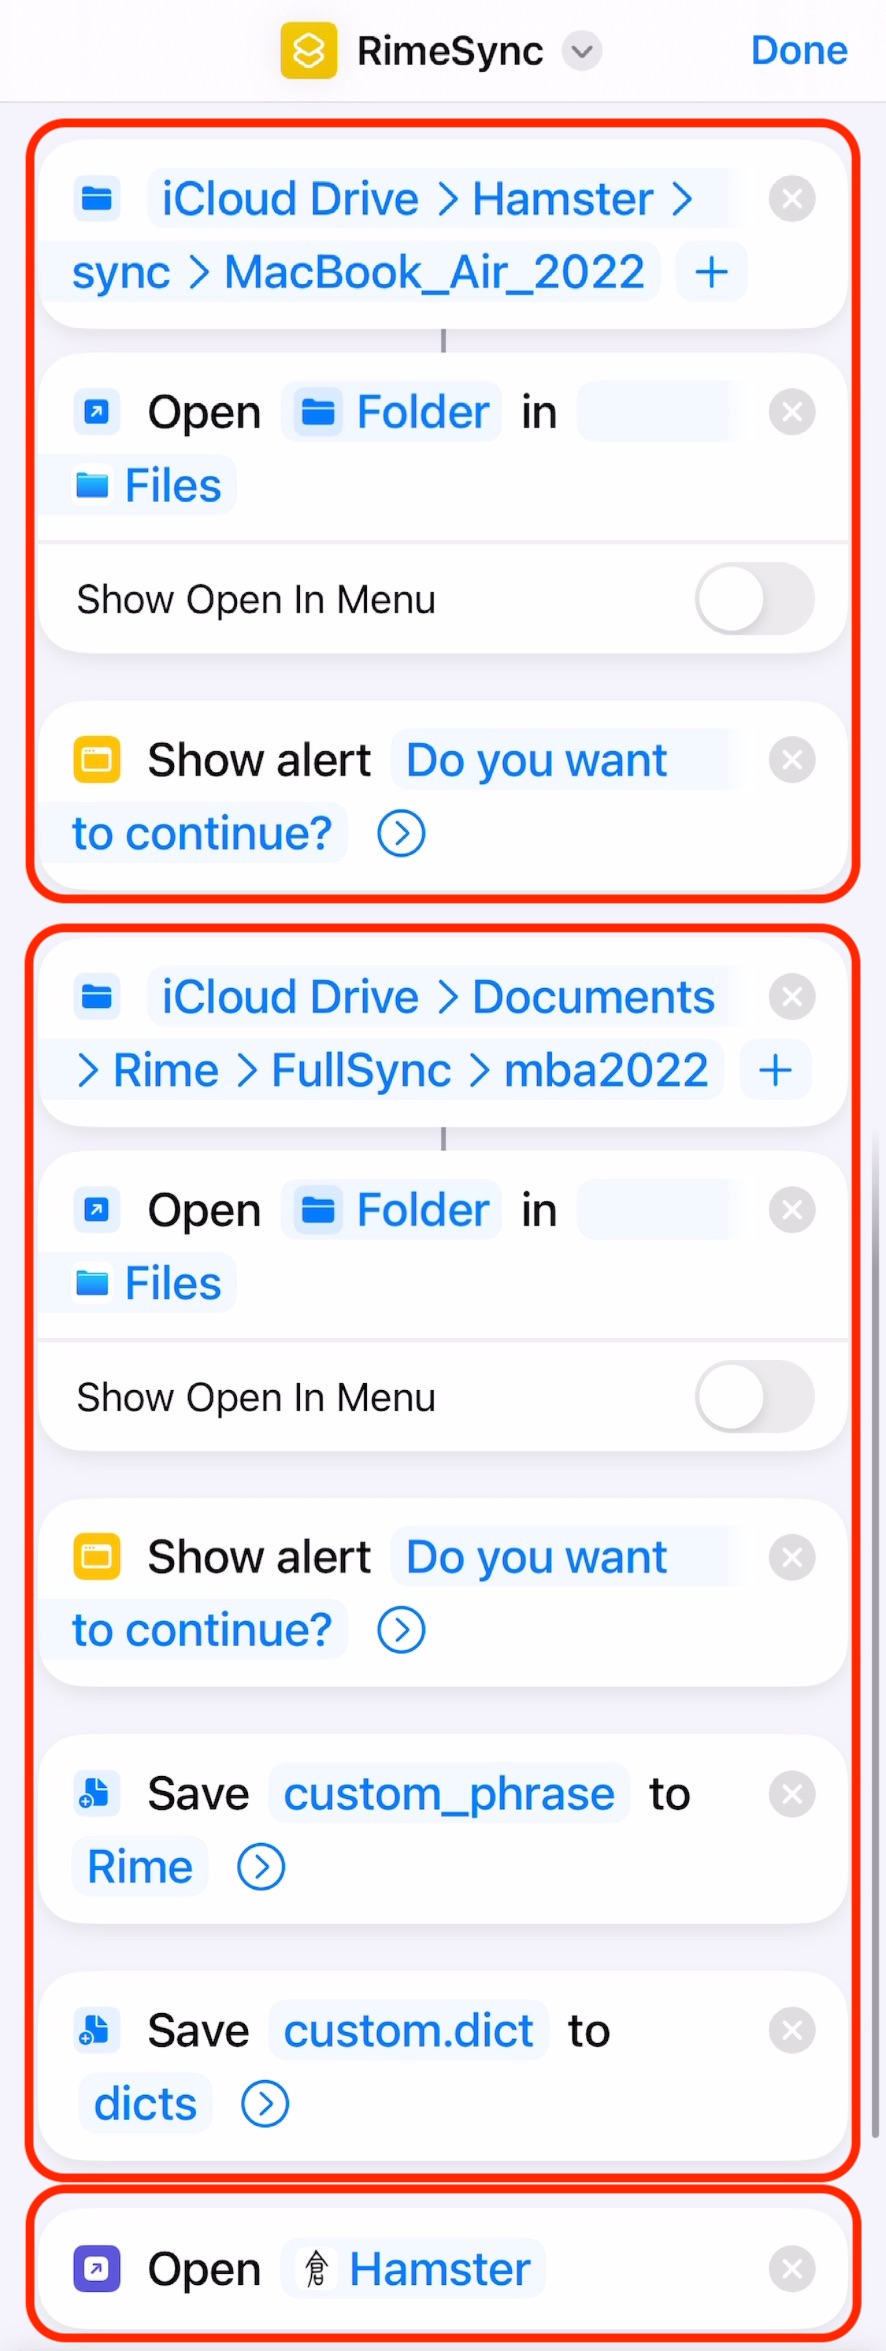 RimeSync
Done
iCloud Drive > Hamster >
sync > MacBook_Air_2022 +
Open Folder in
Files
Show Open In Menu
Show alert Do you want
to continue?
iCloud Drive > Documents
> Rime > FullSync > mba2022 +
Open Folder in
Files
Show Open In Menu
Show alert Do you want
to continue?
Save custom_phrase to
Rime
Save custom.dict to
dicts
Open 倉 Hamster